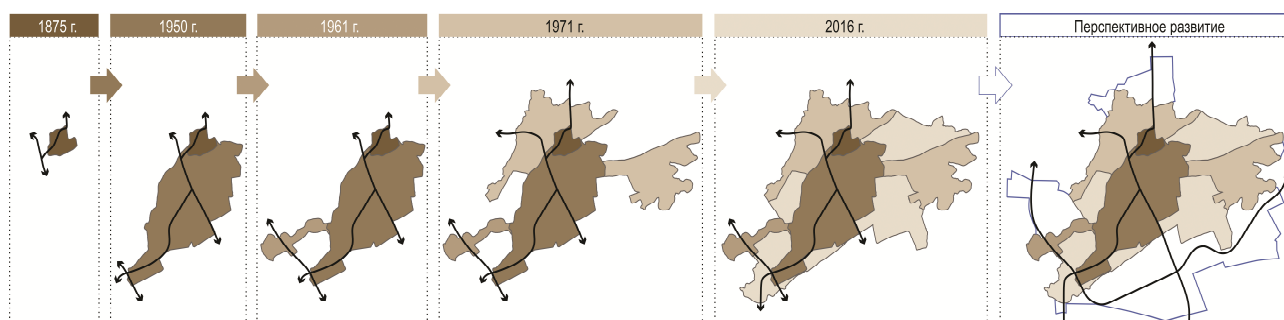 1875 г.
1950 г.
1961 г.
1971 г.
2016 г.
Перспективное развитие